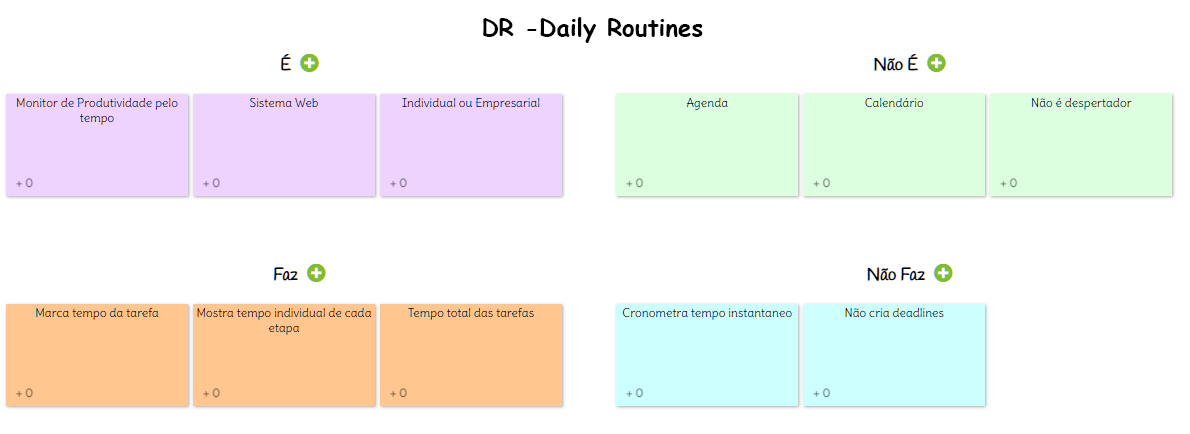 DR -Daily Routines
É
Não É
Monitor de Produtividade pelo
tempo
Sistema Web
Individual ou Empresarial
Agenda
Calendário
Não é despertador
+ 0
+ 0
+ 0
+ 0
+ 0
+ 0
Faz
Não Faz
Marca tempo da tarefa
Mostra tempo individual de cada
etapa
Tempo total das tarefas
Cronometra tempo instantaneo
Não cria deadlines
+ 0
+ 0
+ 0
+ 0
+ 0